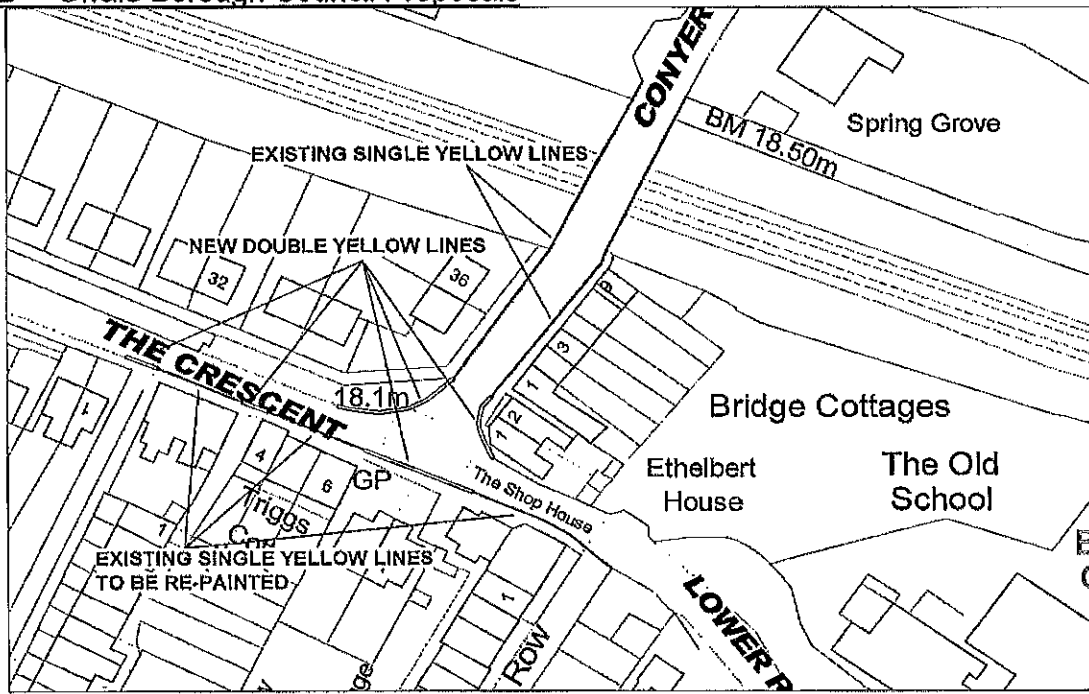 CONYER
Spring Grove
BM 18.50m
EXISTING SINGLE YELLOW LINES
NEW DOUBLE YELLOW LINES
32
36
9
3
1
2
1
THE CRESCENT
18.1m
Bridge Cottages
1
4
6
GP
The Shop House
Ethelbert
House
The Old
School
Triggs
1
EXISTING SINGLE YELLOW LINES
TO BE RE-PAINTED
1
Row
LOWER R